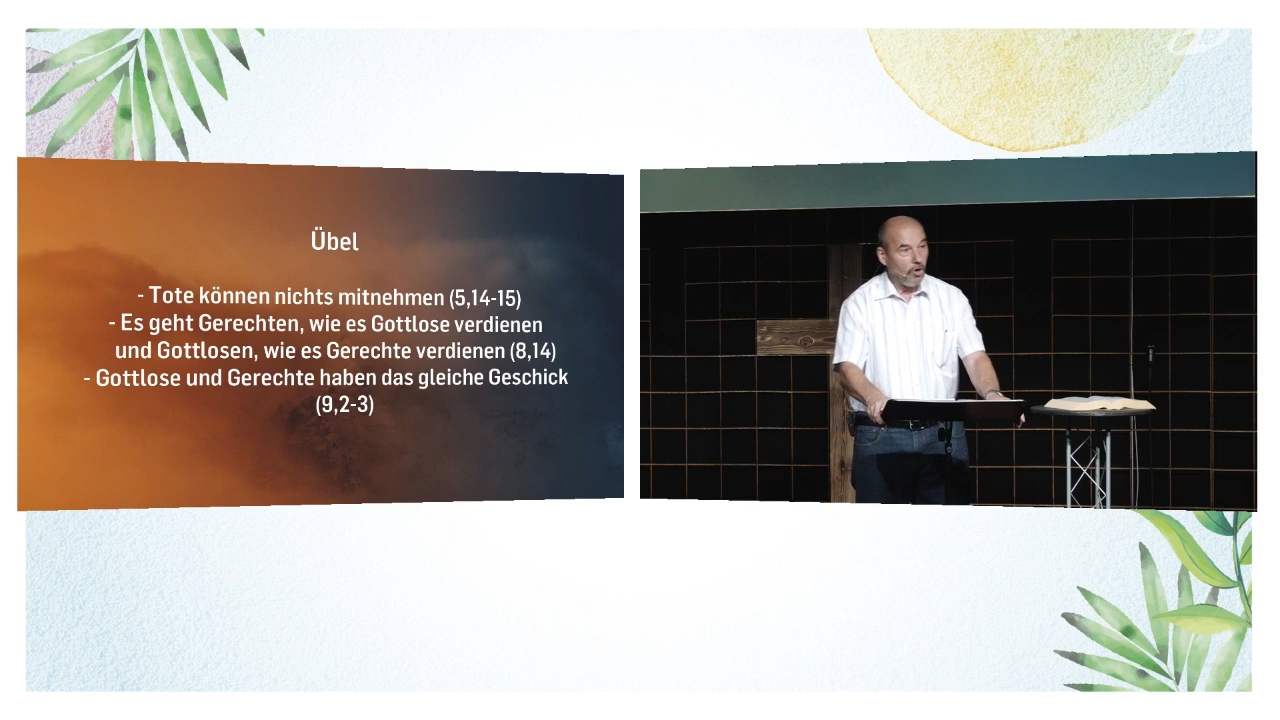 Übel
- Tote können nichts mitnehmen (5,14-15)
- Es geht Gerechten, wie es Gottlose verdienen
und Gottlosen, wie es Gerechte verdienen (8,14)
- Gottlose und Gerechte haben das gleiche Geschick
(9,2-3)